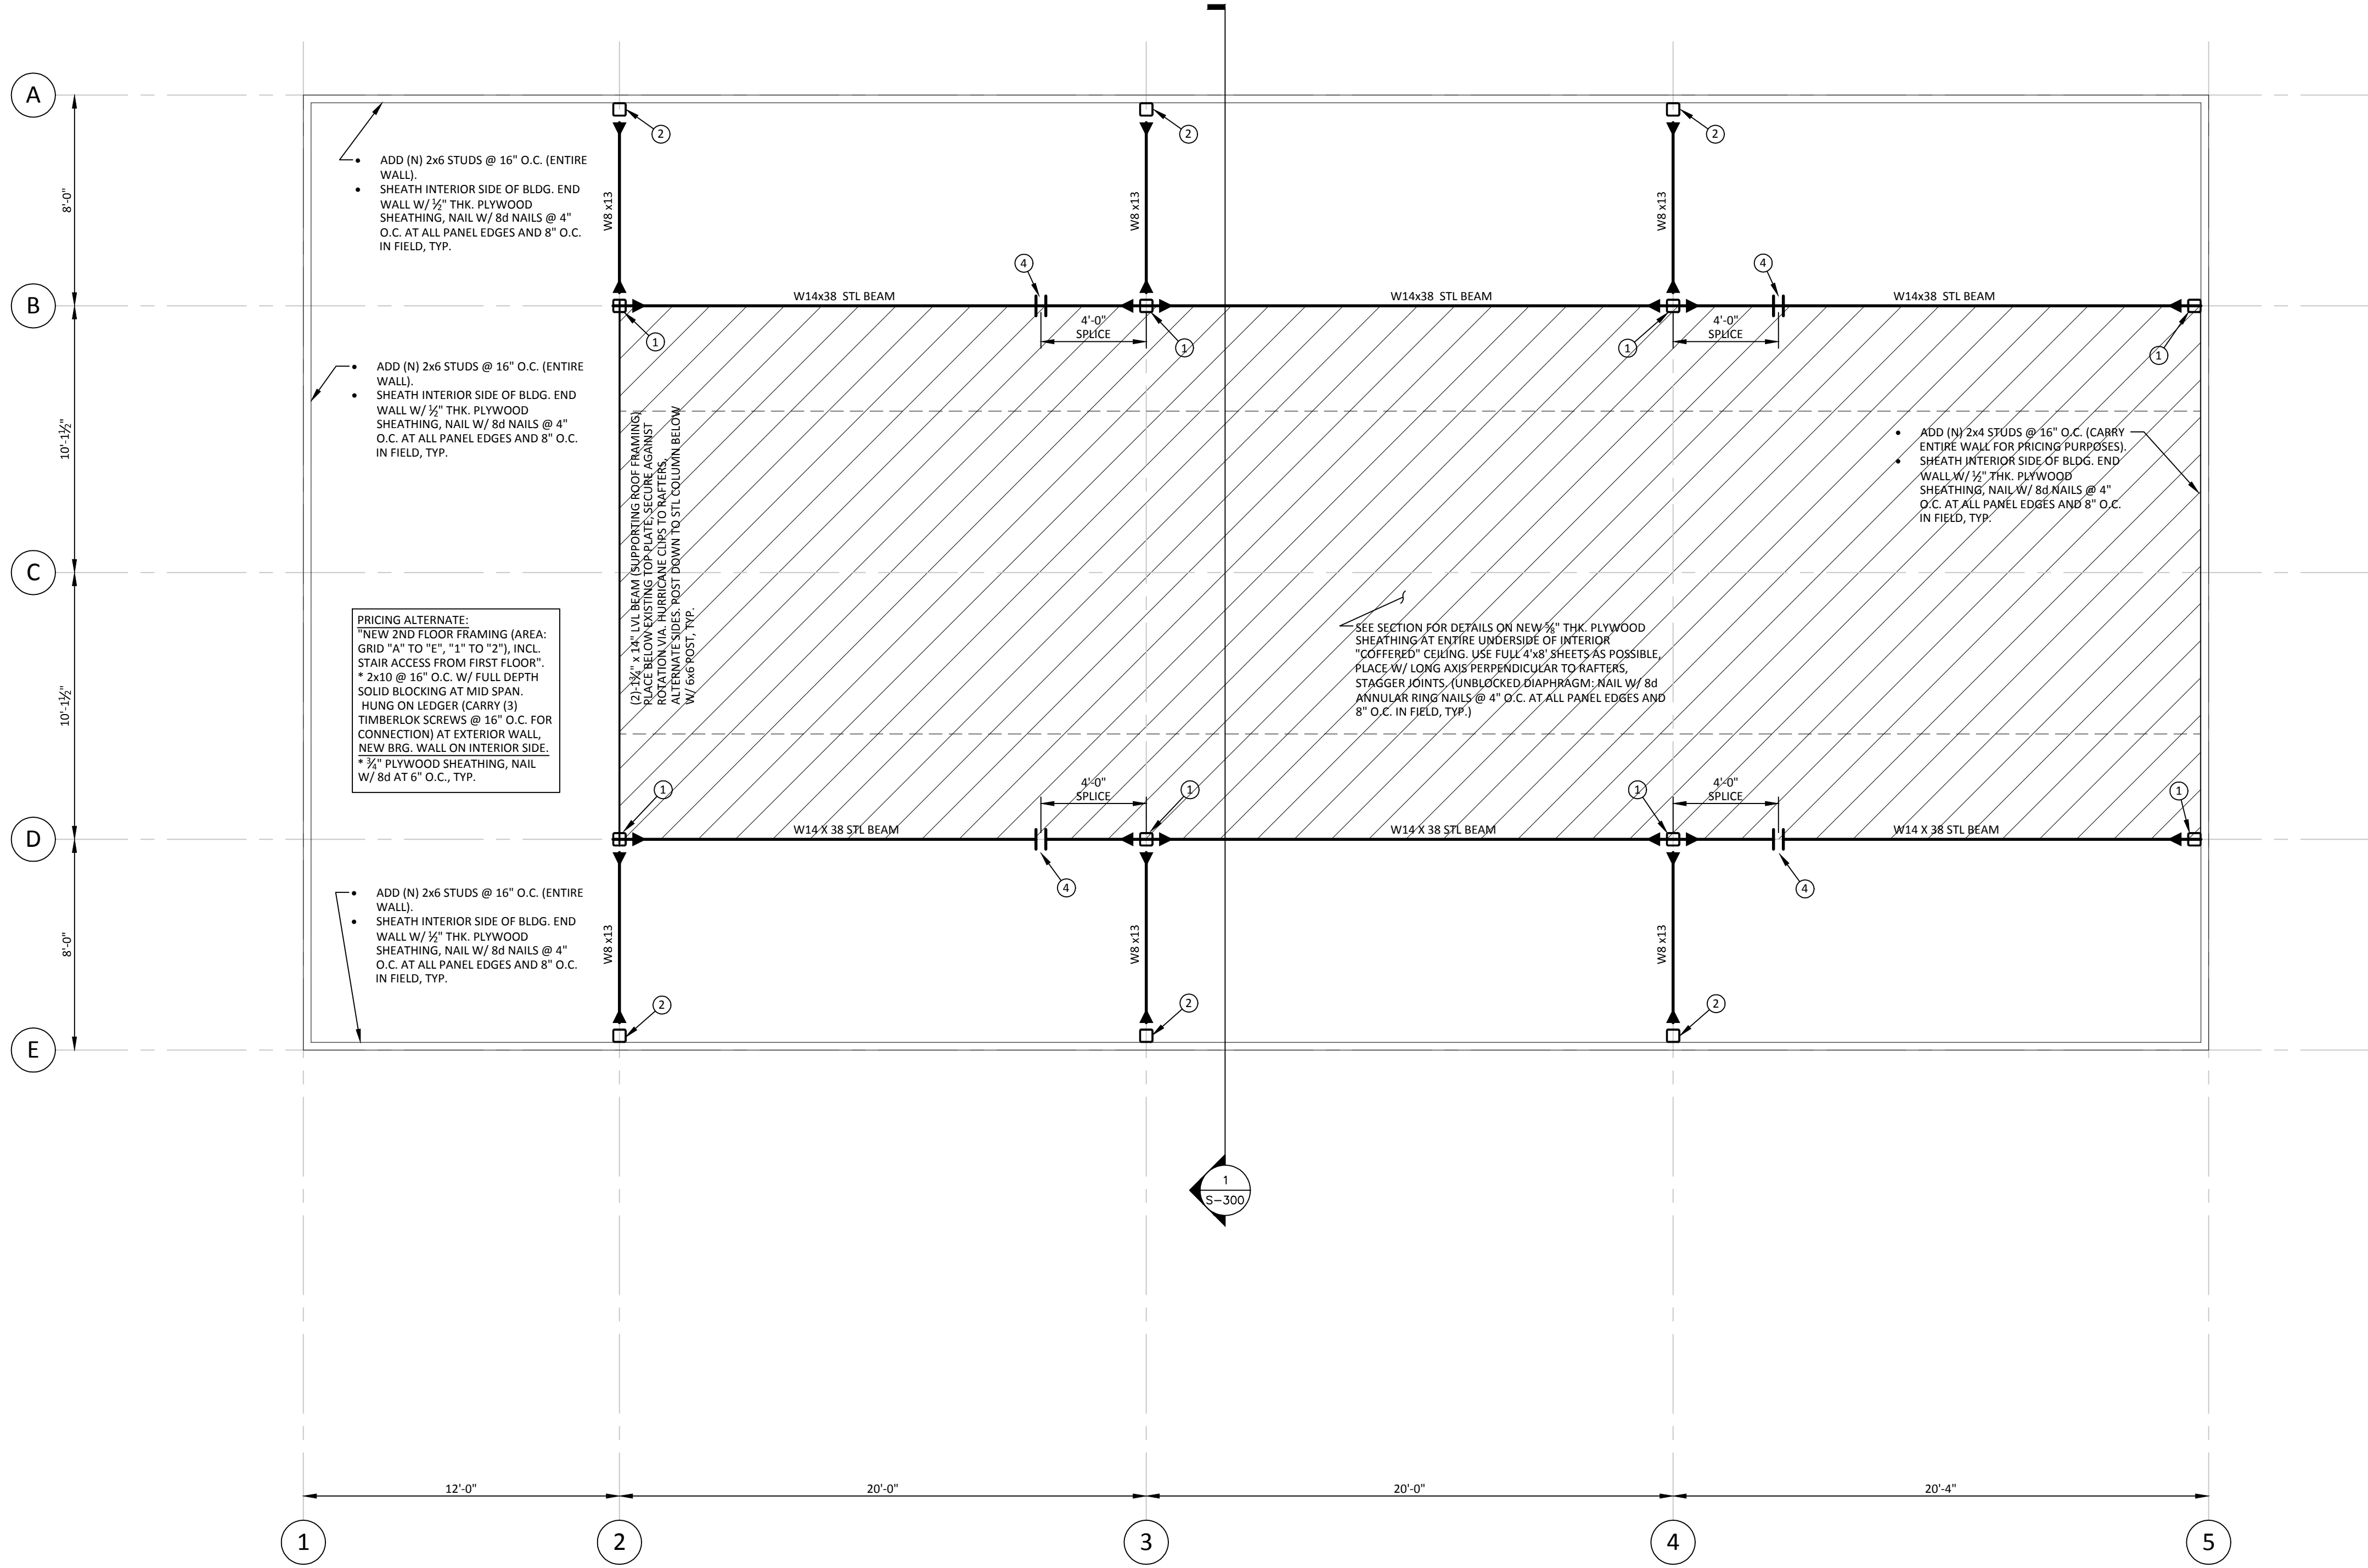 A
B
C
D
E
8'-0"
10'-1½"
10'-1½"
8'-0"
• ADD (N) 2x6 STUDS @ 16" O.C. (ENTIRE
WALL).
• SHEATH INTERIOR SIDE OF BLDG. END
WALL W/ ½" THK. PLYWOOD
SHEATHING, NAIL W/ 8d NAILS @ 4"
O.C. AT ALL PANEL EDGES AND 8" O.C.
IN FIELD, TYP.
2
2
2
W8 x13
W8 x13
W8 x13
4
4
W14x38 STL BEAM
W14x38 STL BEAM
W14x38 STL BEAM
4'-0"
SPLICE
4'-0"
SPLICE
1
1
1
1
• ADD (N) 2x6 STUDS @ 16" O.C. (ENTIRE
WALL).
• SHEATH INTERIOR SIDE OF BLDG. END
WALL W/ ½" THK. PLYWOOD
SHEATHING, NAIL W/ 8d NAILS @ 4"
O.C. AT ALL PANEL EDGES AND 8" O.C.
IN FIELD, TYP.
(2)-1¾" x 14" LVL BEAM (SUPPORTING ROOF FRAMING)
PLACE BELOW EXISTING TOP PLATE, SECURE AGAINST
ROTATION VIA. HURRICANE CLIPS TO RAFTERS,
ALTERNATE SIDES. POST DOWN TO STL COLUMN BELOW
W/ 6x6 POST, TYP.
• ADD (N) 2x4 STUDS @ 16" O.C. (CARRY
ENTIRE WALL FOR PRICING PURPOSES).
• SHEATH INTERIOR SIDE OF BLDG. END
WALL W/ ½" THK. PLYWOOD
SHEATHING, NAIL W/ 8d NAILS @ 4"
O.C. AT ALL PANEL EDGES AND 8" O.C.
IN FIELD, TYP.
PRICING ALTERNATE:
"NEW 2ND FLOOR FRAMING (AREA:
GRID "A" TO "E", "1" TO "2"), INCL.
STAIR ACCESS FROM FIRST FLOOR".
* 2x10 @ 16" O.C. W/ FULL DEPTH
SOLID BLOCKING AT MID SPAN.
HUNG ON LEDGER (CARRY (3)
TIMBERLOK SCREWS @ 16" O.C. FOR
CONNECTION) AT EXTERIOR WALL,
NEW BRG. WALL ON INTERIOR SIDE.
* ¾" PLYWOOD SHEATHING, NAIL
W/ 8d AT 6" O.C., TYP.
SEE SECTION FOR DETAILS ON NEW ⅝" THK. PLYWOOD
SHEATHING AT ENTIRE UNDERSIDE OF INTERIOR
"COFFERED" CEILING. USE FULL 4'x8' SHEETS AS POSSIBLE,
PLACE W/ LONG AXIS PERPENDICULAR TO RAFTERS,
STAGGER JOINTS. (UNBLOCKED DIAPHRAGM: NAIL W/ 8d
ANNULAR RING NAILS @ 4" O.C. AT ALL PANEL EDGES AND
8" O.C. IN FIELD, TYP.)
1
1
1
1
4'-0"
SPLICE
4'-0"
SPLICE
W14 X 38 STL BEAM
W14 X 38 STL BEAM
W14 X 38 STL BEAM
4
4
• ADD (N) 2x6 STUDS @ 16" O.C. (ENTIRE
WALL).
• SHEATH INTERIOR SIDE OF BLDG. END
WALL W/ ½" THK. PLYWOOD
SHEATHING, NAIL W/ 8d NAILS @ 4"
O.C. AT ALL PANEL EDGES AND 8" O.C.
IN FIELD, TYP.
W8 x13
W8 x13
W8 x13
2
2
2
1
S-300
12'-0"
20'-0"
20'-0"
20'-4"
1
2
3
4
5